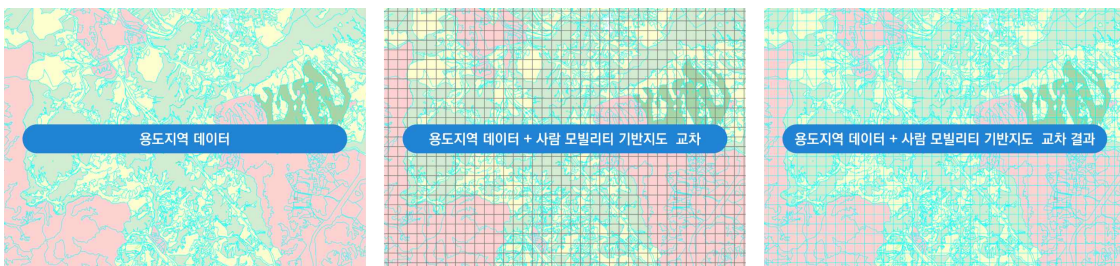 용도지역 데이터
용도지역 데이터 + 사람 모빌리티 기반지도 교차
용도지역 데이터 + 사람 모빌리티 기반지도 교차 결과